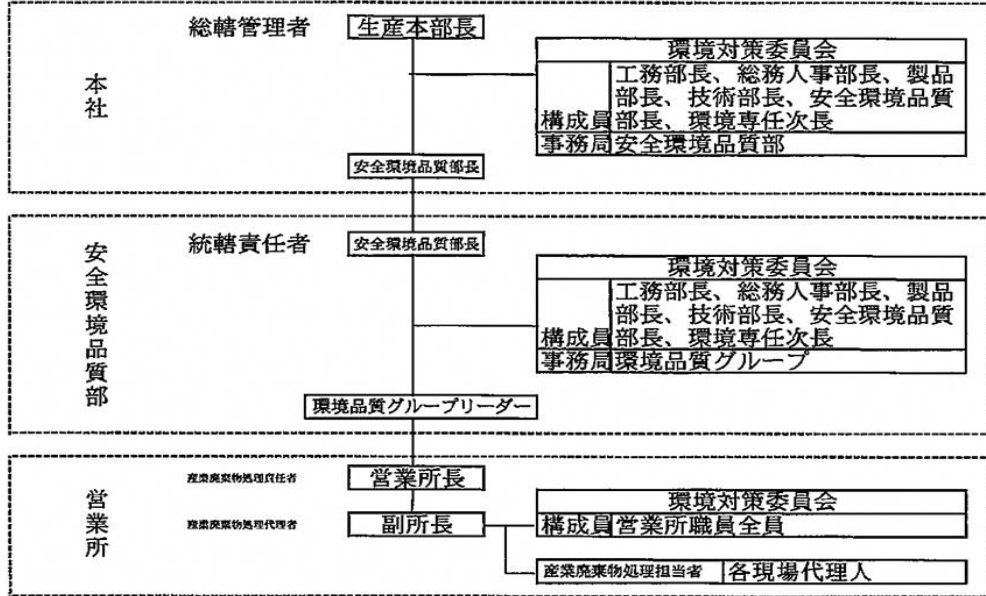 総轄管理者 生産本部長
環境対策委員会
本社
工務部長、総務人事部長、製品
部長、技術部長、安全環境品質
構成員 部長、環境専任次長
事務局 安全環境品質部
安全環境品質部長
統轄責任者 安全環境品質部長
安全環境品質部
環境対策委員会
工務部長、総務人事部長、製品
部長、技術部長、安全環境品質
構成員 部長、環境専任次長
事務局 環境品質グループ
環境品質グループリーダー
営業所
産業廃棄物処理責任者 営業所長
環境対策委員会
産業廃棄物処理代理者 副所長
構成員 営業所職員全員
産業廃棄物処理担当者 各現場代理人